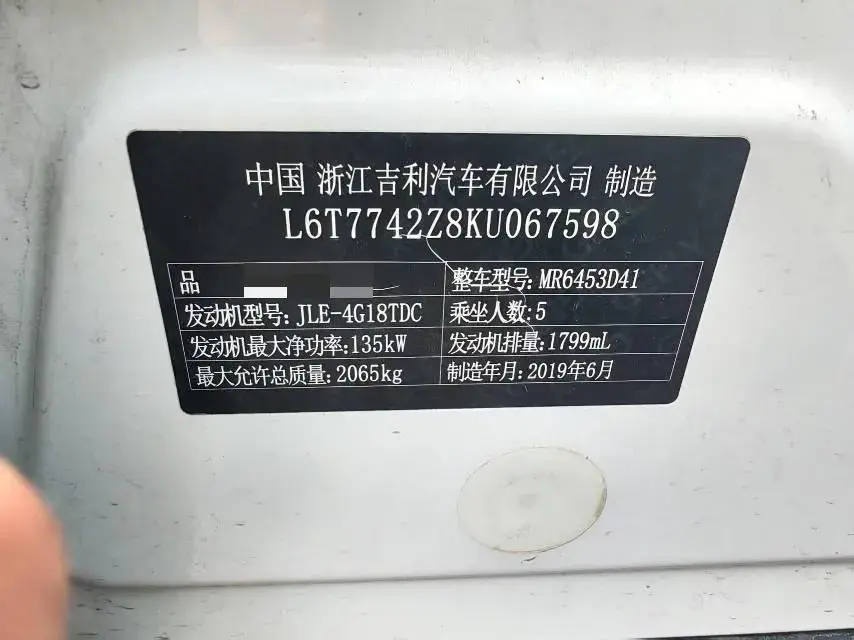 中国 浙江吉利汽车有限公司 制造
L6T7742Z8KU067598
品
整车型号:MR6453D41
发动机型号:JLE-4G18TDC
乘坐人数:5
发动机最大净功率:135kW
发动机排量:1799mL
最大允许总质量:2065kg
制造年月:2019年6月